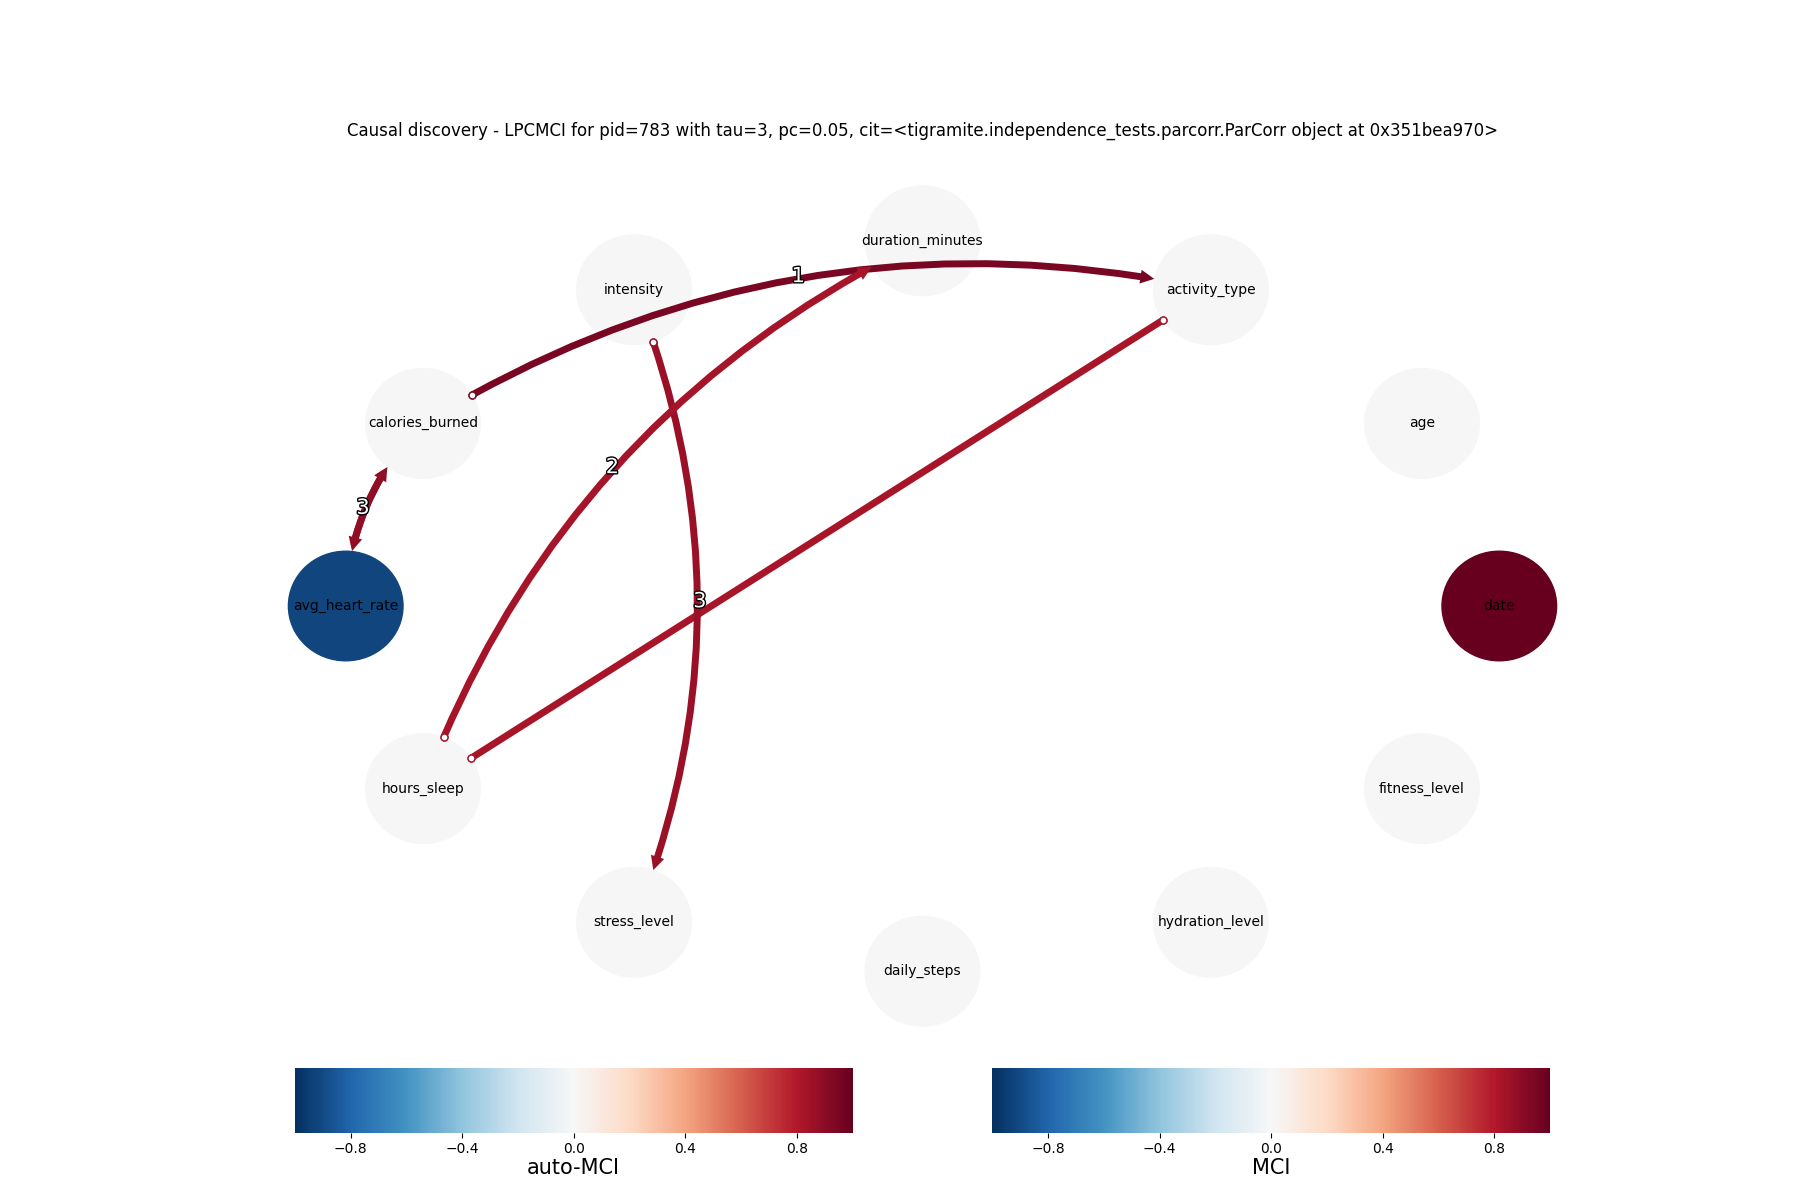 Causal discovery - LPCMCI for pid=783 with tau=3, pc=0.05, cit=<tigramite.independence_tests.parcorr.ParCorr object at 0x351bea970>
duration_minutes
intensity
activity_type
1
calories_burned
age
2
3
avg_heart_rate
3
date
hours_sleep
fitness_level
stress_level
hydration_level
daily_steps
−0.8 −0.4 0.0 0.4 0.8
auto-MCI
−0.8 −0.4 0.0 0.4 0.8
MCI